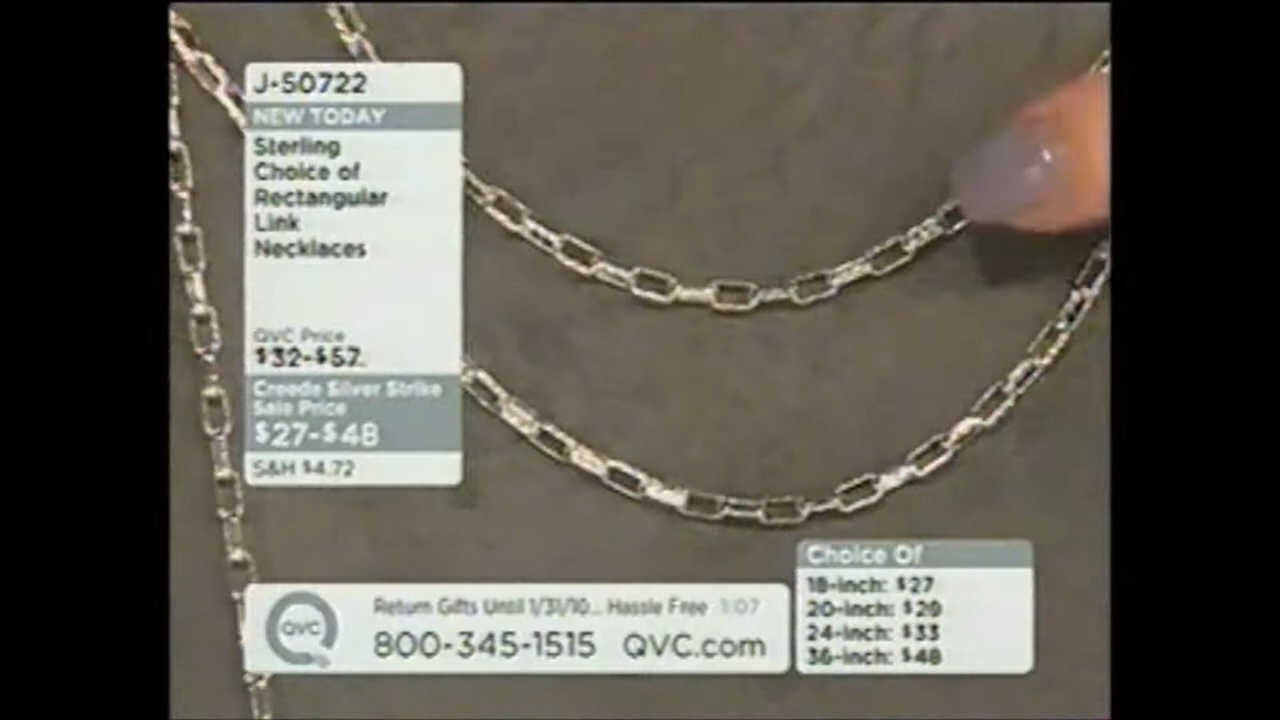 J-50722
NEW TODAY
Sterling
Choice of
Rectangular
Link
Necklaces
QVC Price
$32-$57
Creede Silver Strike
Sale Price
$27-$48
S&H $4.72
QVC
Return Gifts Until 1/31/10... Hassle Free 1:07
800-345-1515 QVC.com
Choice Of
18-inch: $27
20-inch: $29
24-inch: $33
36-inch: $48